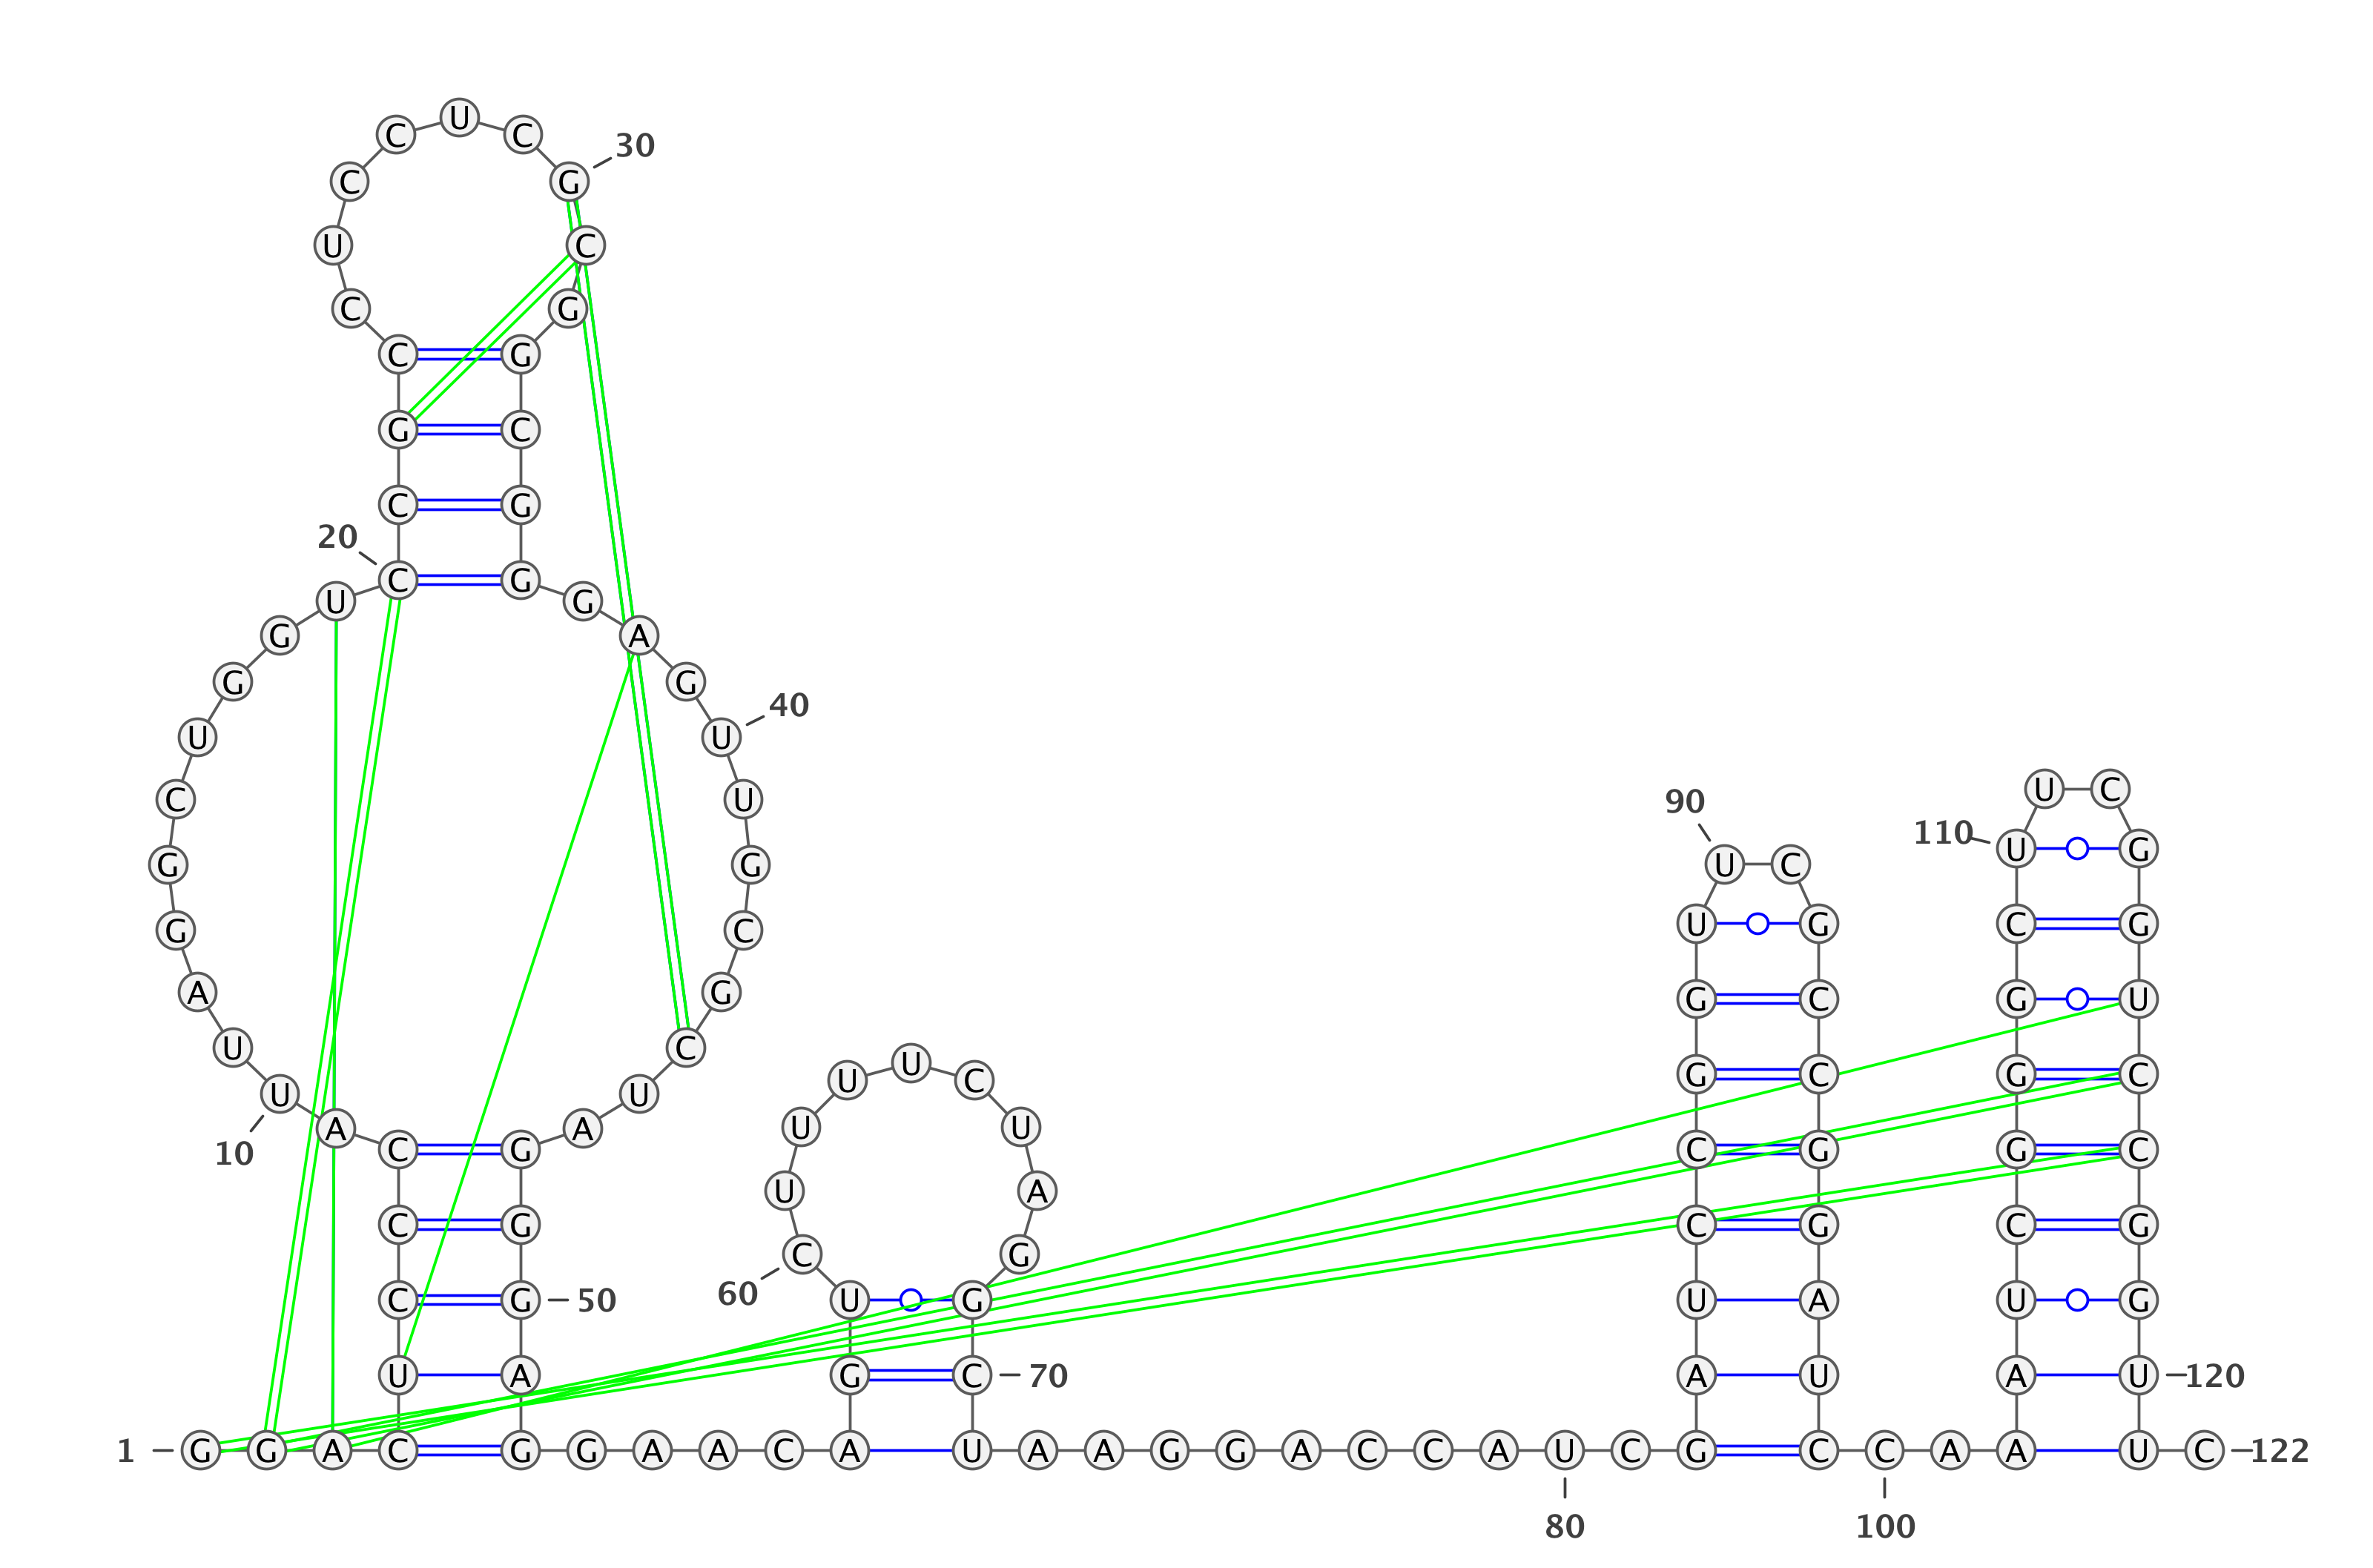 U
C C 30
C G
U C
C G
C G
G C
C G
20
C G
U G
G A
G G
40
U U
U C
C U 90
110 U G
G G U C
G C U G C G
A G G C G U
U C
U
U C G C G C
U U
A A U U
10 C G C G G C
U A
C G C G C G
C G
60 C G 50 U G U A U G
U A G C 70 A U A U 120
1 G G A C G G A A C A U A A G G A C C A U C G C C A A U C 122
80 100